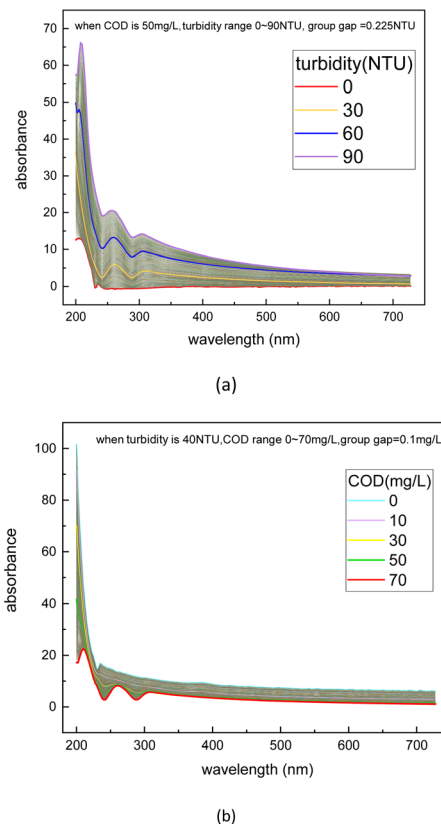 when COD is 50mg/L,turbidity range 0~90NTU, group gap =0.225NTU
turbidity(NTU)
0
30
60
90
absorbance
70
60
50
40
30
20
10
0
200 300 400 500 600 700
wavelength (nm)
(a)
when turbidity is 40NTU,COD range 0~70mg/L,group gap=0.1mg/L
COD(mg/L)
0
10
30
50
70
absorbance
100
80
60
40
20
0
200 300 400 500 600 700
wavelength (nm)
(b)